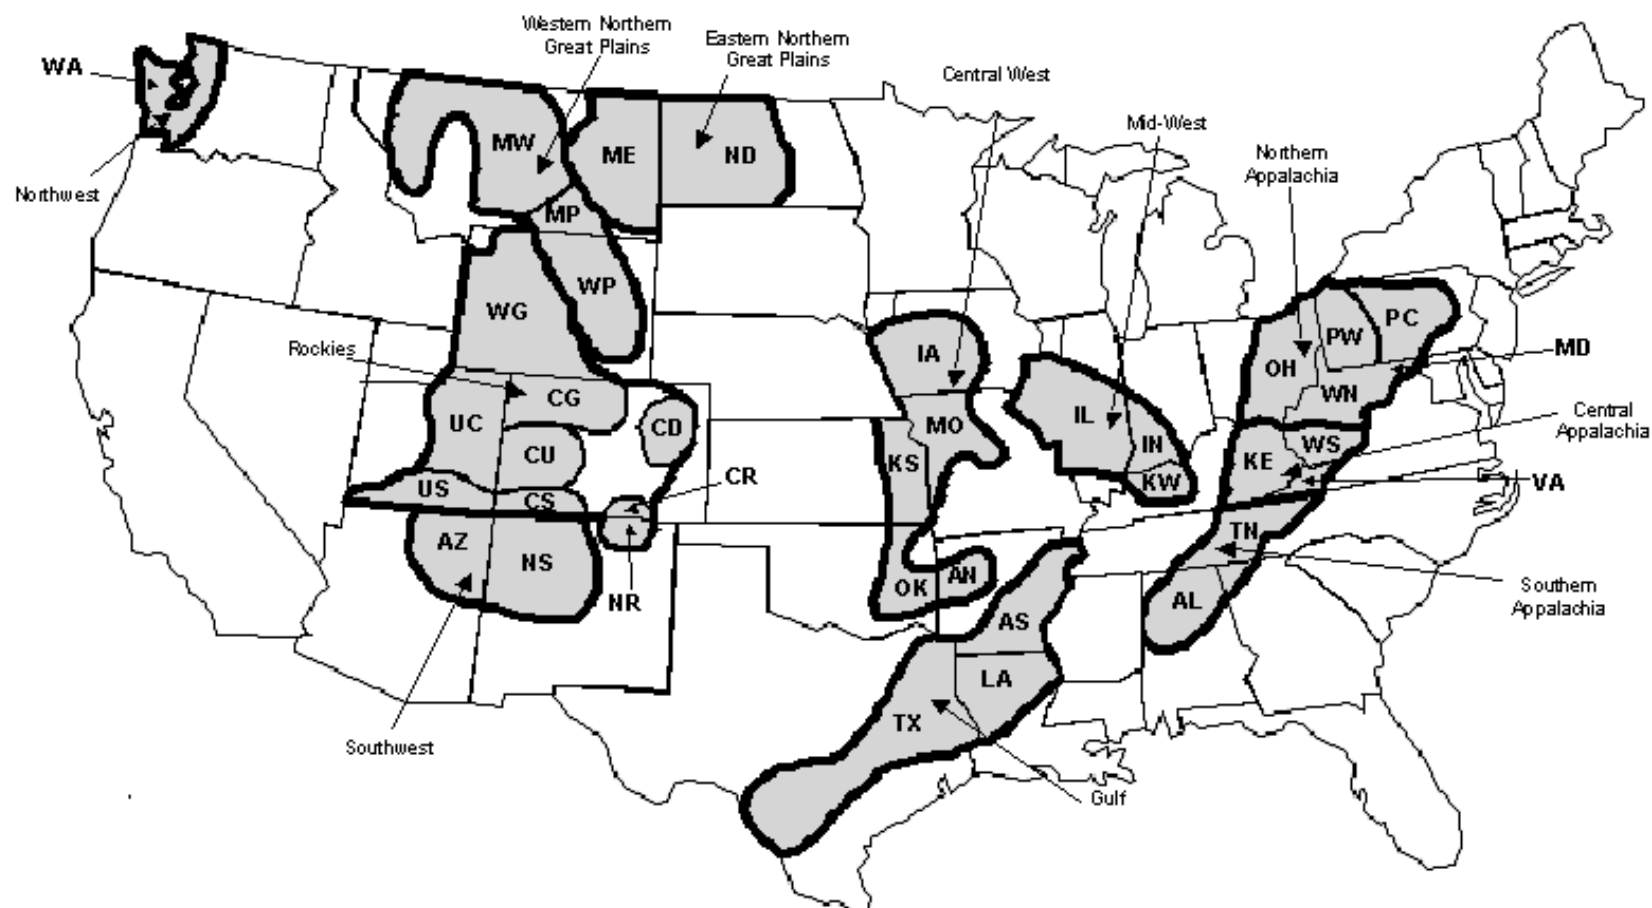 Western Northern
Great Plains
Eastern Northern
Great Plains
Central West
WA
Mid-West
Northern
Appalachia
MW
ME
ND
Northwest
MP
WP
WG
PC
PW
Rockies
IA
MD
OH
CG
WN
UC
CD
MO
IL
Central
Appalachia
IN
WS
CU
KS
KE
KW
CR
US
VA
CS
TN
AZ
NS
AN
OK
Southern
Appalachia
NR
AL
AS
LA
TX
Southwest
Gulf